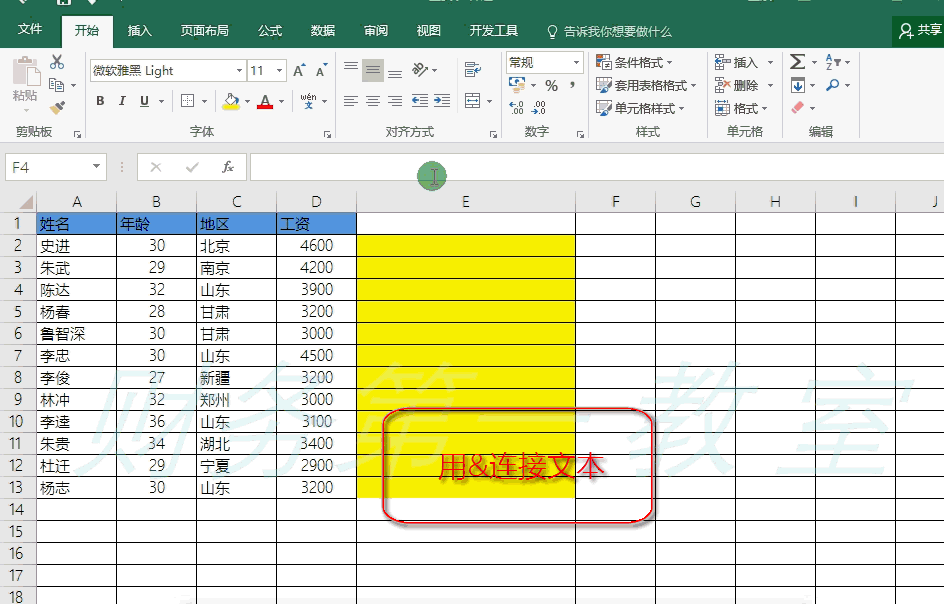 文件 开始 插入 页面布局 公式 数据 审阅 视图 开发工具 告诉我你想要做什么 共享
微软雅黑 Light 11 A A 常规 条件格式 插入 Σ
粘贴 套用表格格式 删除
B I U A wén 文 % , 单元格样式 格式
剪贴板 字体 对齐方式 数字 样式 单元格 编辑
F4 fx
A B C D E F G H I J
1 姓名 年龄 地区 工资
2 史进 30 北京 4600
3 朱武 29 南京 4200
4 陈达 32 山东 3900
5 杨春 28 甘肃 3200
6 鲁智深 30 甘肃 3000
7 李忠 30 山东 4500
8 李俊 27 新疆 3200
9 林冲 32 郑州 3000
10 李逵 36 山东 3100
11 朱贵 34 湖北 3400
12 杜迁 29 宁夏 2900
13 杨志 30 山东 3200
14
15
16
17
18
财务第一教室
用&连接文本